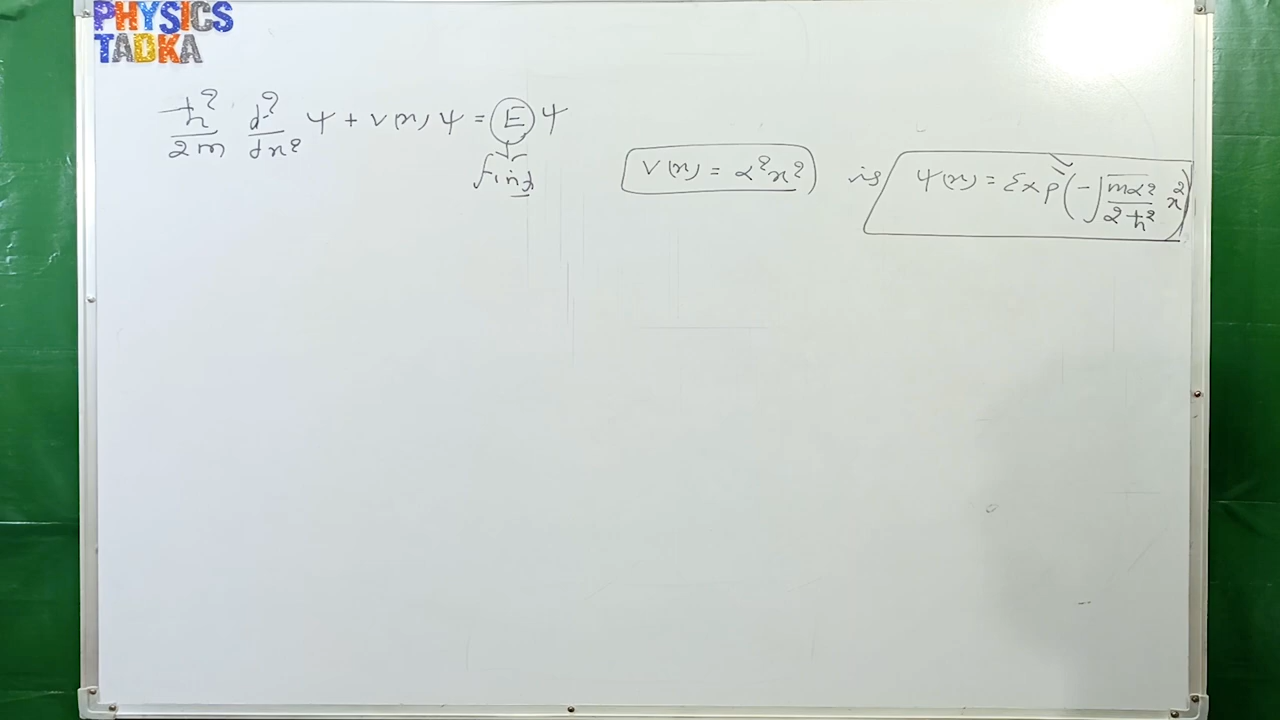 PHYSICS
TADKA
-ħ²/2m d²/dx² Ψ + V(x) Ψ = E Ψ
find
V(x) = α²x² is Ψ(x) = Exp(-√(mα²/2ħ²) x²)